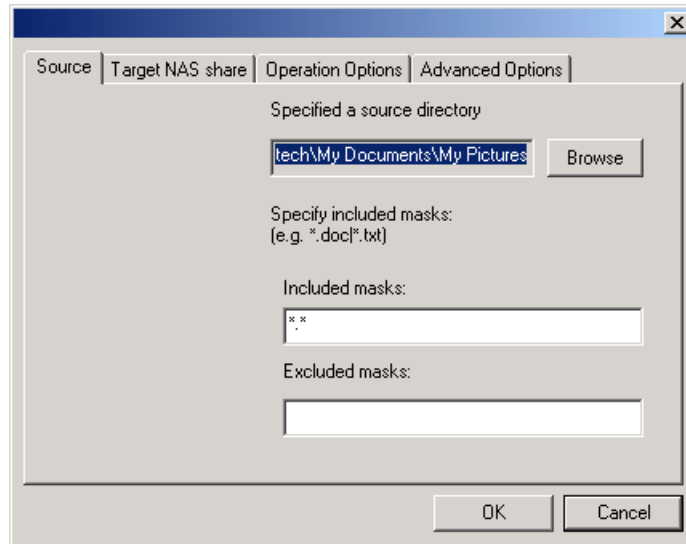 Source
Target NAS share
Operation Options
Advanced Options
Specified a source directory
tech\My Documents\My Pictures
Browse
Specify included masks:
(e.g. *.doc|*.txt)
Included masks:
*.*
Excluded masks:
OK
Cancel